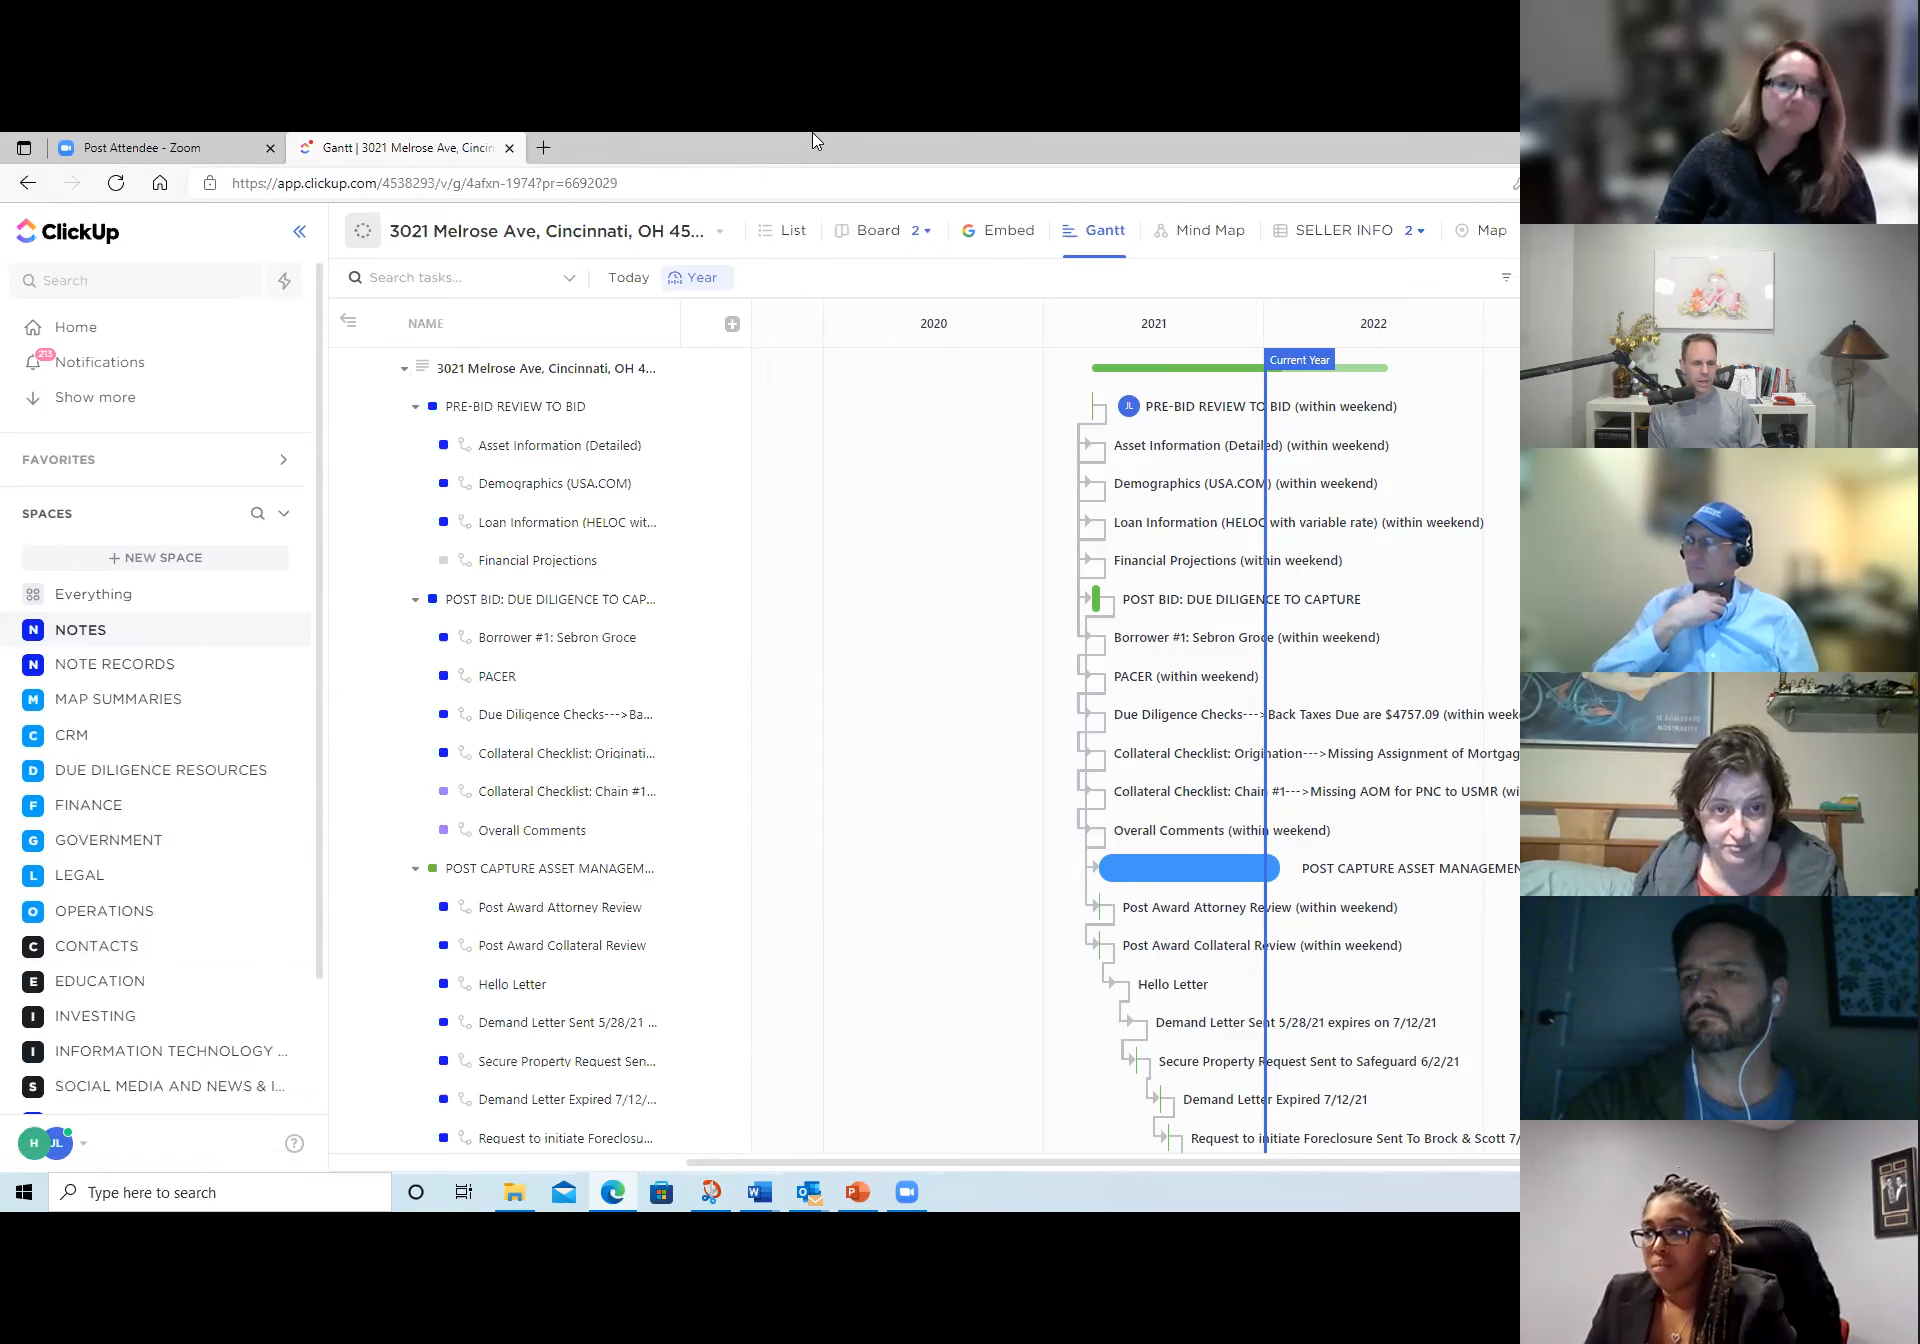 Post Attendee - Zoom
Gantt | 3021 Melrose Ave, Cincin
https://app.clickup.com/4538293/v/g/4afxn-1974?pr=6692029
ClickUp
Search
Home
213
Notifications
Show more
FAVORITES
SPACES
+ NEW SPACE
Everything
N NOTES
N NOTE RECORDS
M MAP SUMMARIES
C CRM
D DUE DILIGENCE RESOURCES
F FINANCE
G GOVERNMENT
L LEGAL
O OPERATIONS
C CONTACTS
E EDUCATION
I INVESTING
I INFORMATION TECHNOLOGY ...
S SOCIAL MEDIA AND NEWS & I...
H JL
3021 Melrose Ave, Cincinnati, OH 45...
List
Board 2
Embed
Gantt
Mind Map
SELLER INFO 2
Map
Search tasks...
Today
Year
NAME
2020 2021 2022
Current Year
3021 Melrose Ave, Cincinnati, OH 4...
PRE-BID REVIEW TO BID
JL PRE-BID REVIEW TO BID (within weekend)
Asset Information (Detailed)
Asset Information (Detailed) (within weekend)
Demographics (USA.COM)
Demographics (USA.COM) (within weekend)
Loan Information (HELOC wit...
Loan Information (HELOC with variable rate) (within weekend)
Financial Projections
Financial Projections (within weekend)
POST BID: DUE DILIGENCE TO CAP...
POST BID: DUE DILIGENCE TO CAPTURE
Borrower #1: Sebron Groce
Borrower #1: Sebron Groce (within weekend)
PACER
PACER (within weekend)
Due Diligence Checks--->Ba...
Due Diligence Checks--->Back Taxes Due are $4757.09 (within week
Collateral Checklist: Originati...
Collateral Checklist: Origination--->Missing Assignment of Mortgag
Collateral Checklist: Chain #1...
Collateral Checklist: Chain #1--->Missing AOM for PNC to USMR (wi
Overall Comments
Overall Comments (within weekend)
POST CAPTURE ASSET MANAGEM...
POST CAPTURE ASSET MANAGEMEN
Post Award Attorney Review
Post Award Attorney Review (within weekend)
Post Award Collateral Review
Post Award Collateral Review (within weekend)
Hello Letter
Hello Letter
Demand Letter Sent 5/28/21 ...
Demand Letter Sent 5/28/21 expires on 7/12/21
Secure Property Request Sen...
Secure Property Request Sent to Safeguard 6/2/21
Demand Letter Expired 7/12/...
Demand Letter Expired 7/12/21
Request to initiate Foreclosu...
Request to initiate Foreclosure Sent To Brock & Scott 7/
Type here to search